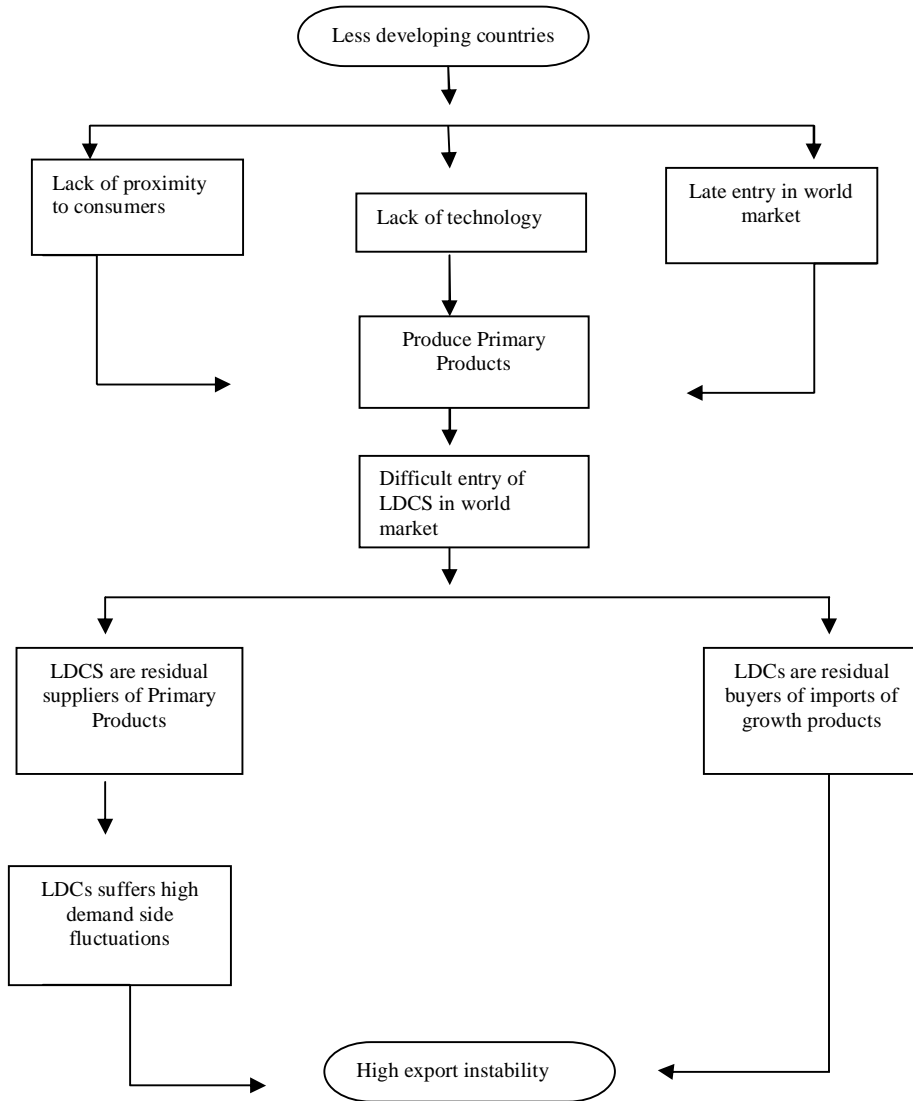 Less developing countries
Lack of proximity
to consumers
Lack of technology
Late entry in world
market
Produce Primary
Products
Difficult entry of
LDCS in world
market
LDCS are residual
suppliers of Primary
Products
LDCs are residual
buyers of imports of
growth products
LDCs suffers high
demand side
fluctuations
High export instability